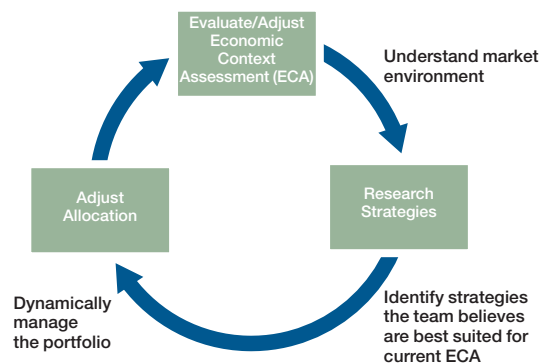 Evaluate/Adjust
Economic
Context
Assessment (ECA)
Understand market
environment
Research
Strategies
Identify strategies
the team believes
are best suited for
current ECA
Adjust
Allocation
Dynamically
manage
the portfolio